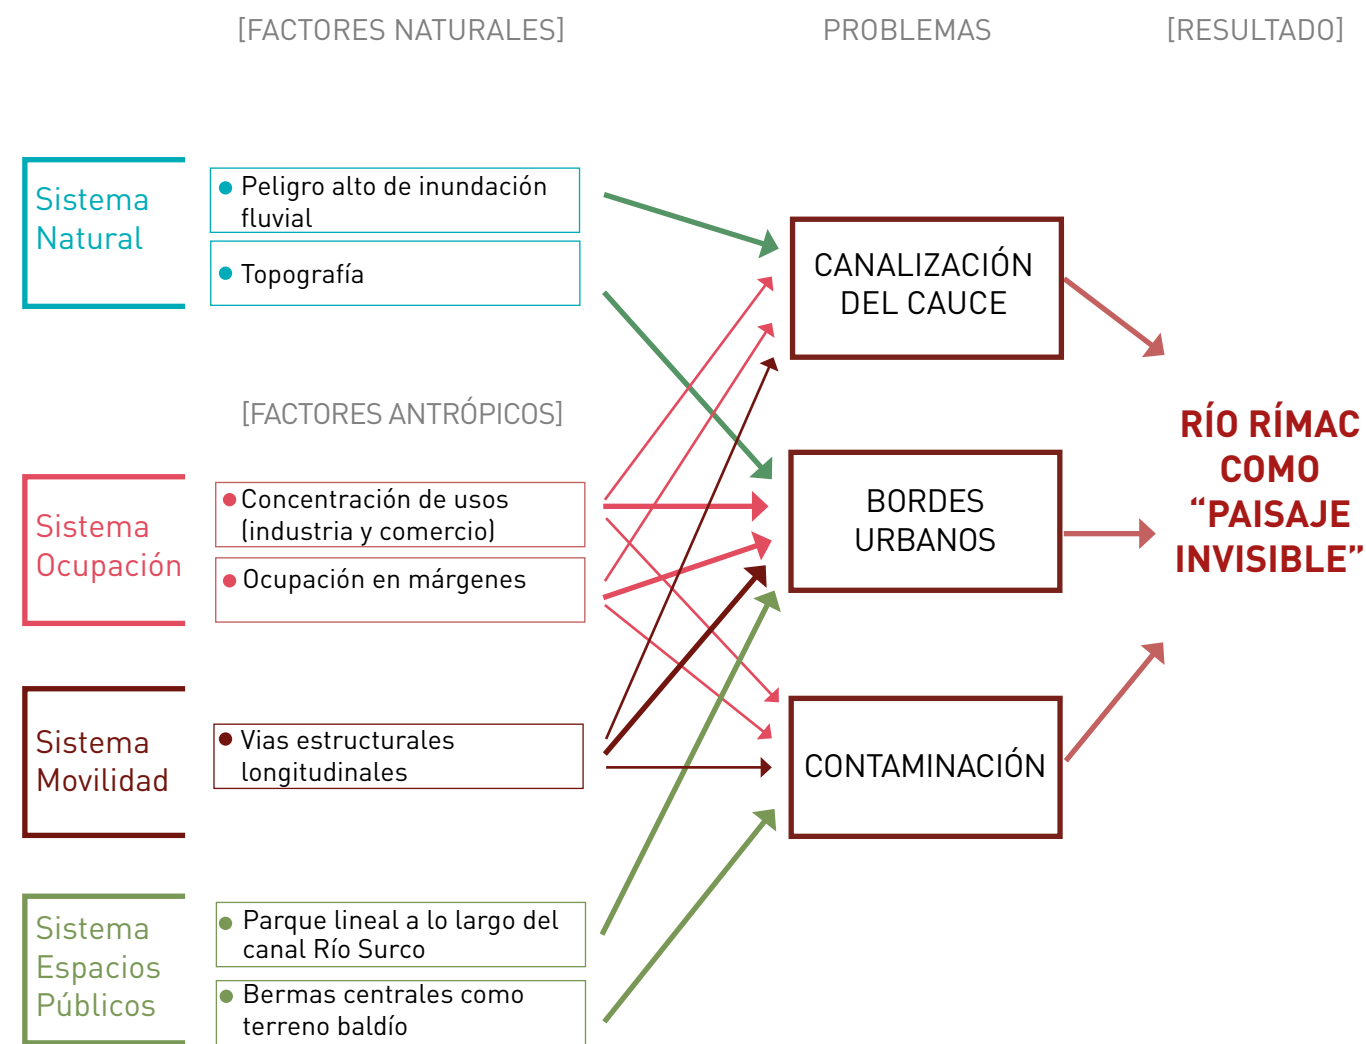 [FACTORES NATURALES]
PROBLEMAS
[RESULTADO]
Sistema
Natural
Peligro alto de inundación
fluvial
Topografía
[FACTORES ANTRÓPICOS]
Sistema
Ocupación
Concentración de usos
(industria y comercio)
Ocupación en márgenes
Sistema
Movilidad
Vias estructurales
longitudinales
Sistema
Espacios
Públicos
Parque lineal a lo largo del
canal Río Surco
Bermas centrales como
terreno baldío
CANALIZACIÓN
DEL CAUCE
BORDES
URBANOS
CONTAMINACIÓN
RÍO RÍMAC
COMO
“PAISAJE
INVISIBLE”